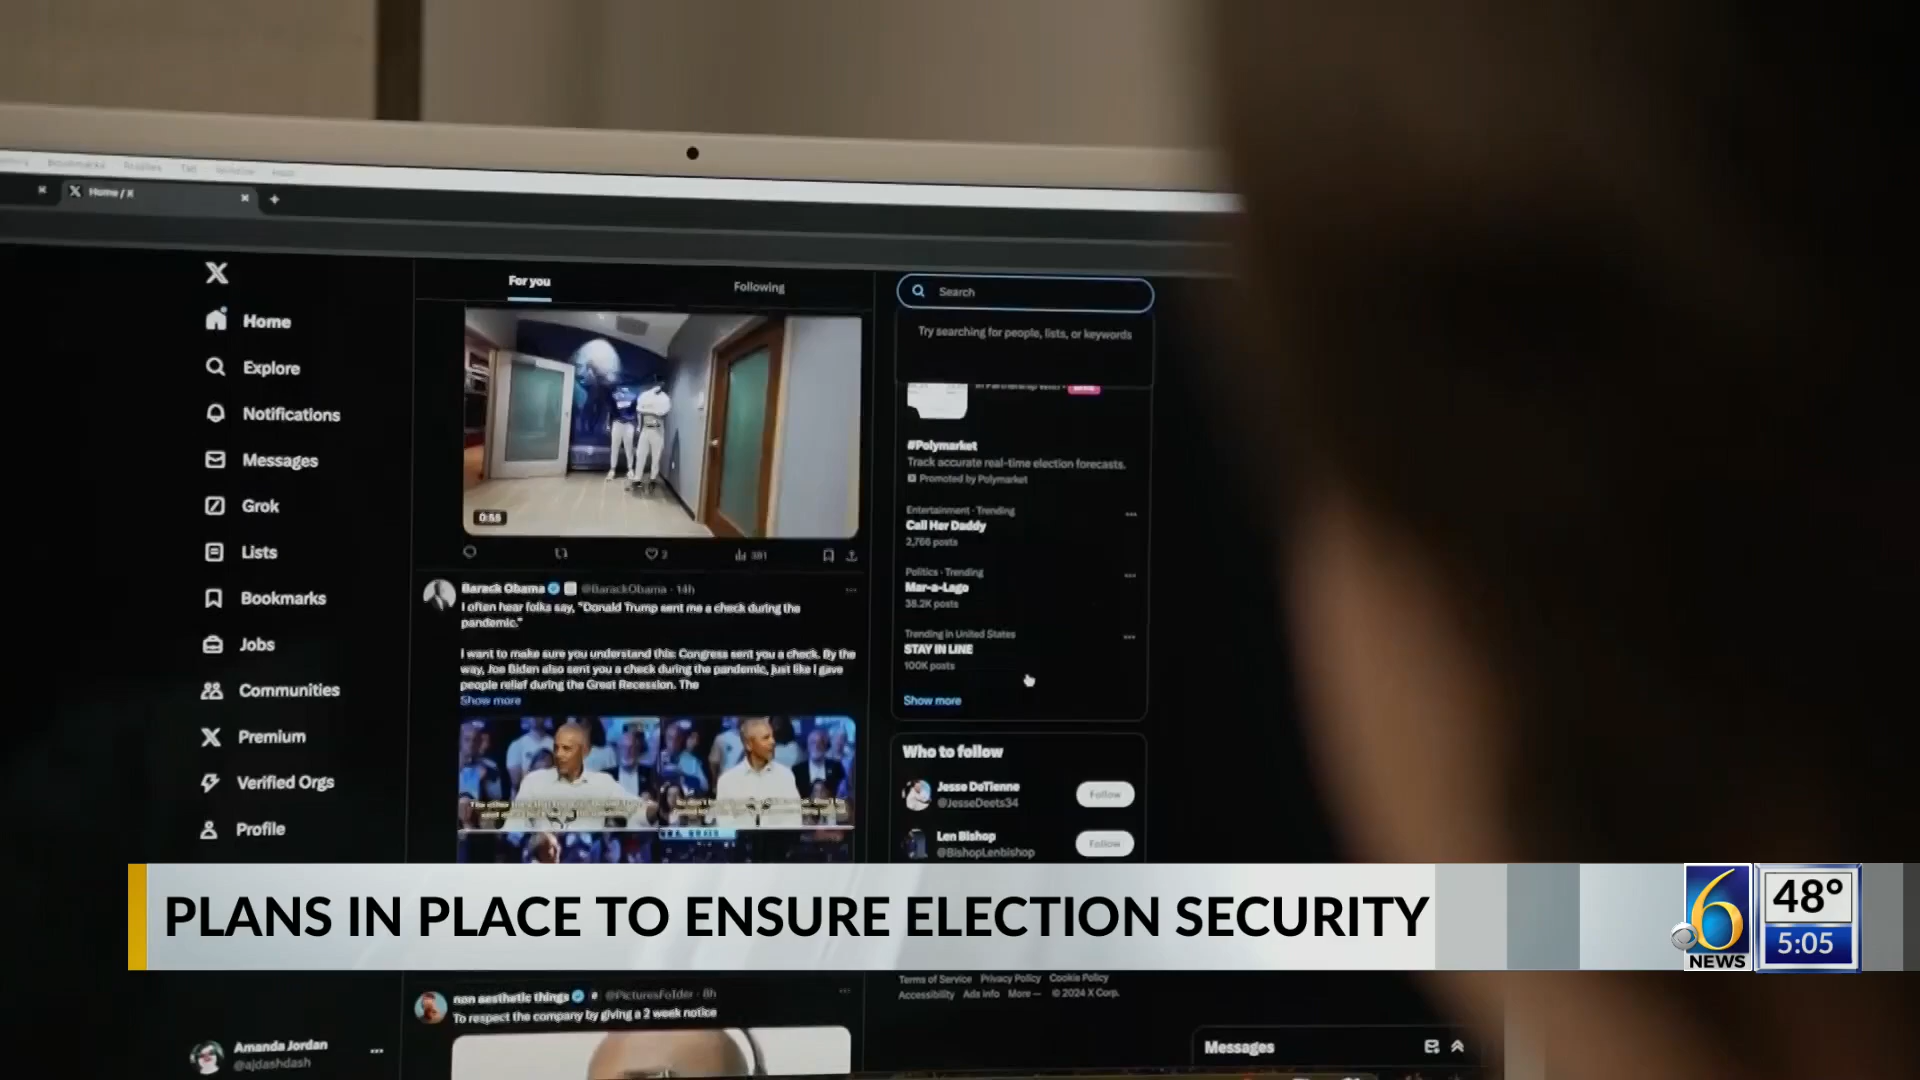 Bookmarks
Tab
Home / X
X
Home
Explore
Notifications
Messages
Grok
Lists
Bookmarks
Jobs
Communities
Premium
Verified Orgs
Profile
Amanda Jordan
@ajdashdash
For you
Following
0:55
2
381
Barack Obama @BarackObama · 14h
I often hear folks say, "Donald Trump sent me a check during the
pandemic."
I want to make sure you understand this: Congress sent you a check. By the
way, Joe Biden also sent you a check during the pandemic, just like I gave
people relief during the Great Recession. The
Show more
non aesthetic things @PicturesFoIder · 8h
To respect the company by giving a 2 week notice
Search
Try searching for people, lists, or keywords
#Polymarket
Track accurate real-time election forecasts.
Promoted by Polymarket
Entertainment · Trending
Call Her Daddy
2,766 posts
Politics · Trending
Mar-a-Lago
38.2K posts
Trending in United States
STAY IN LINE
100K posts
Show more
Who to follow
Jesse DeTienne
@JesseDeets34
Follow
Len Bishop
@BishopLenbishop
Follow
Terms of Service Privacy Policy Cookie Policy
Accessibility Ads info More ··· © 2024 X Corp.
Messages
PLANS IN PLACE TO ENSURE ELECTION SECURITY
6
NEWS
48°
5:05